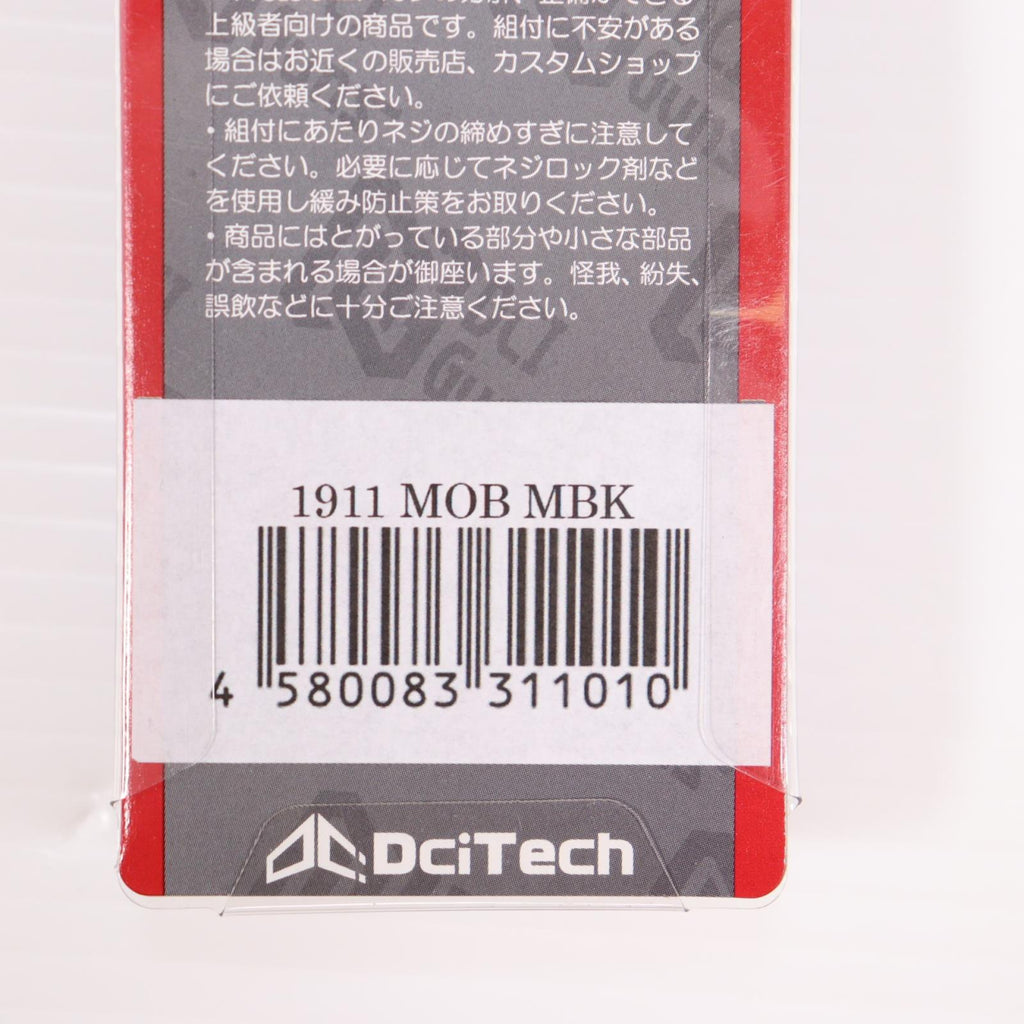 上級者向けの商品です。組付に不安がある
場合はお近くの販売店、カスタムショップ
にご依頼ください。
・組付にあたりネジの締めすぎに注意して
ください。必要に応じてネジロック剤など
を使用し緩み防止策をお取りください。
・商品にはとがっている部分や小さな部品
が含まれる場合が御座います。怪我、紛失、
誤飲などに十分ご注意ください。
DCI
1911 MOB MBK
4 580083 311010
DciTech